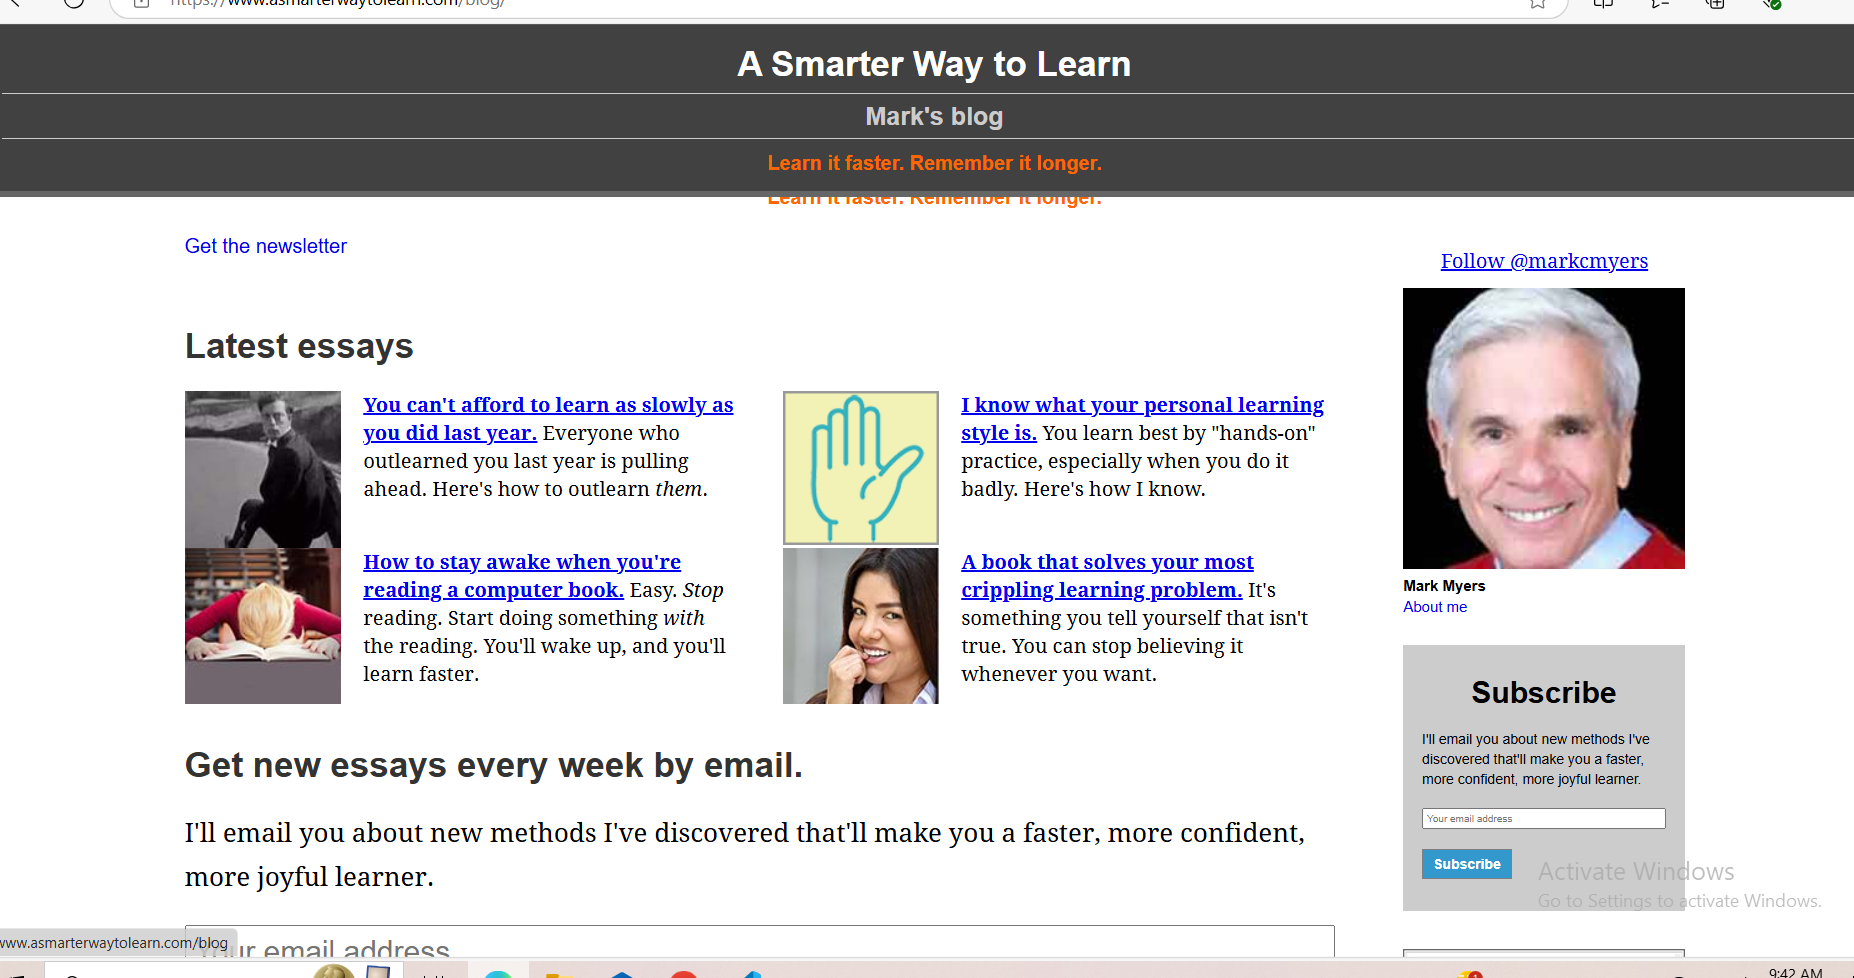 https://www.asmarterwaytolearn.com/blog/
A Smarter Way to Learn
Mark's blog
Learn it faster. Remember it longer.
Learn it faster. Remember it longer.
Get the newsletter
Latest essays
You can't afford to learn as slowly as
you did last year. Everyone who
outlearned you last year is pulling
ahead. Here's how to outlearn them.
I know what your personal learning
style is. You learn best by "hands-on"
practice, especially when you do it
badly. Here's how I know.
How to stay awake when you're
reading a computer book. Easy. Stop
reading. Start doing something with
the reading. You'll wake up, and you'll
learn faster.
A book that solves your most
crippling learning problem. It's
something you tell yourself that isn't
true. You can stop believing it
whenever you want.
Get new essays every week by email.
I'll email you about new methods I've discovered that'll make you a faster, more confident,
more joyful learner.
Your email address
Follow @markcmyers
Mark Myers
About me
Subscribe
I'll email you about new methods I've
discovered that'll make you a faster,
more confident, more joyful learner.
Your email address
Subscribe
Activate Windows
Go to Settings to activate Windows.
www.asmarterwaytolearn.com/blog
1
9:42 AM